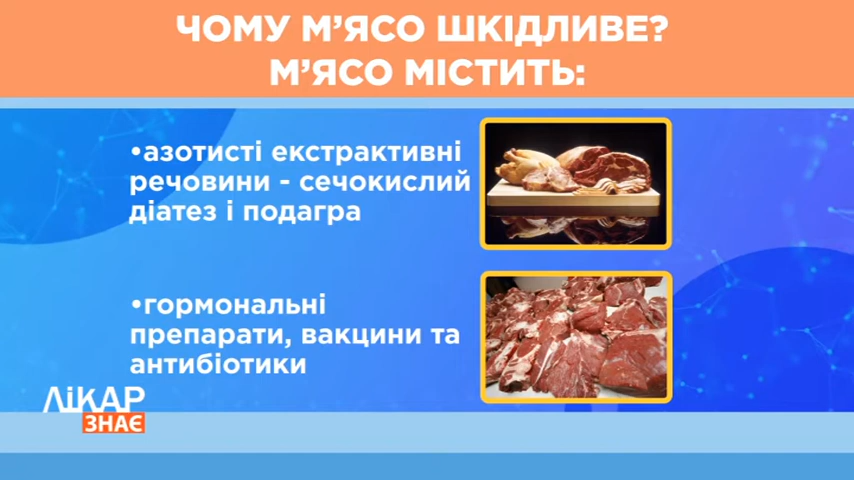 ЧОМУ М’ЯСО ШКІДЛИВЕ?
М’ЯСО МІСТИТЬ:
•азотисті екстрактивні
речовини - сечокислий
діатез і подагра
•гормональні
препарати, вакцини та
антибіотики
ЛІКАР
ЗНАЄ